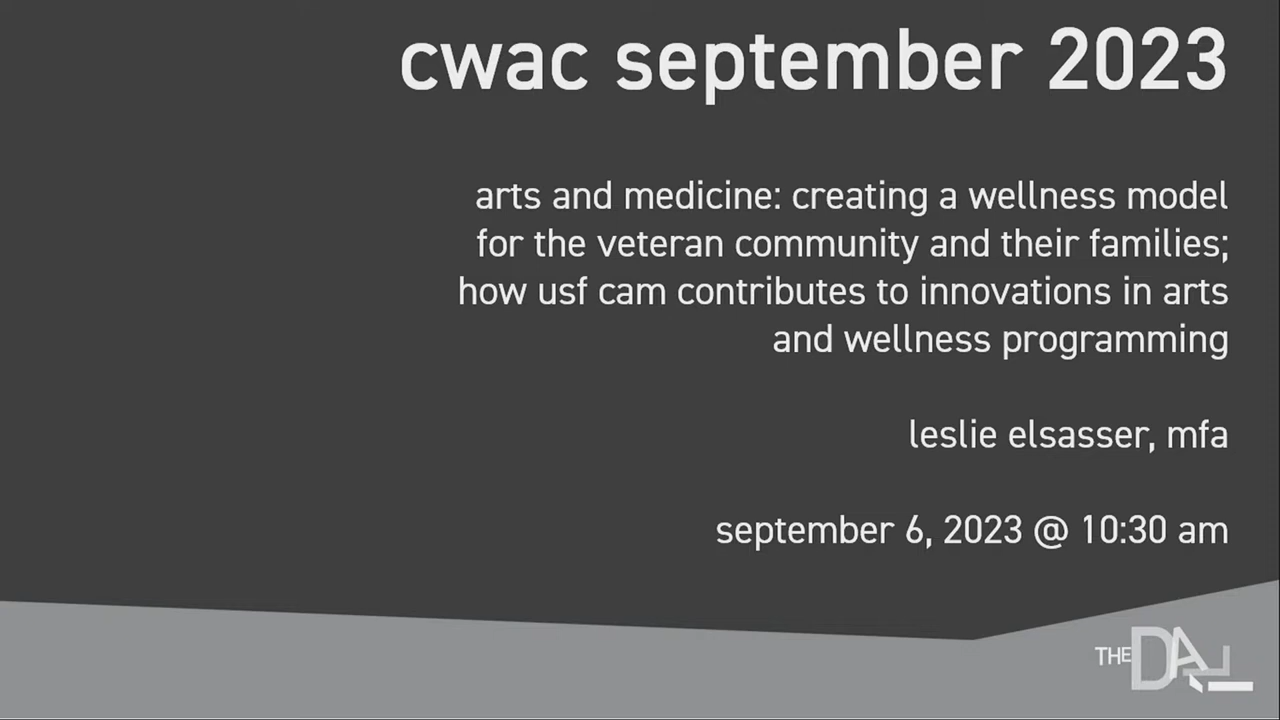 cwac september 2023
arts and medicine: creating a wellness model
for the veteran community and their families;
how usf cam contributes to innovations in arts
and wellness programming
leslie elsasser, mfa
september 6, 2023 @ 10:30 am
THE DALÍ